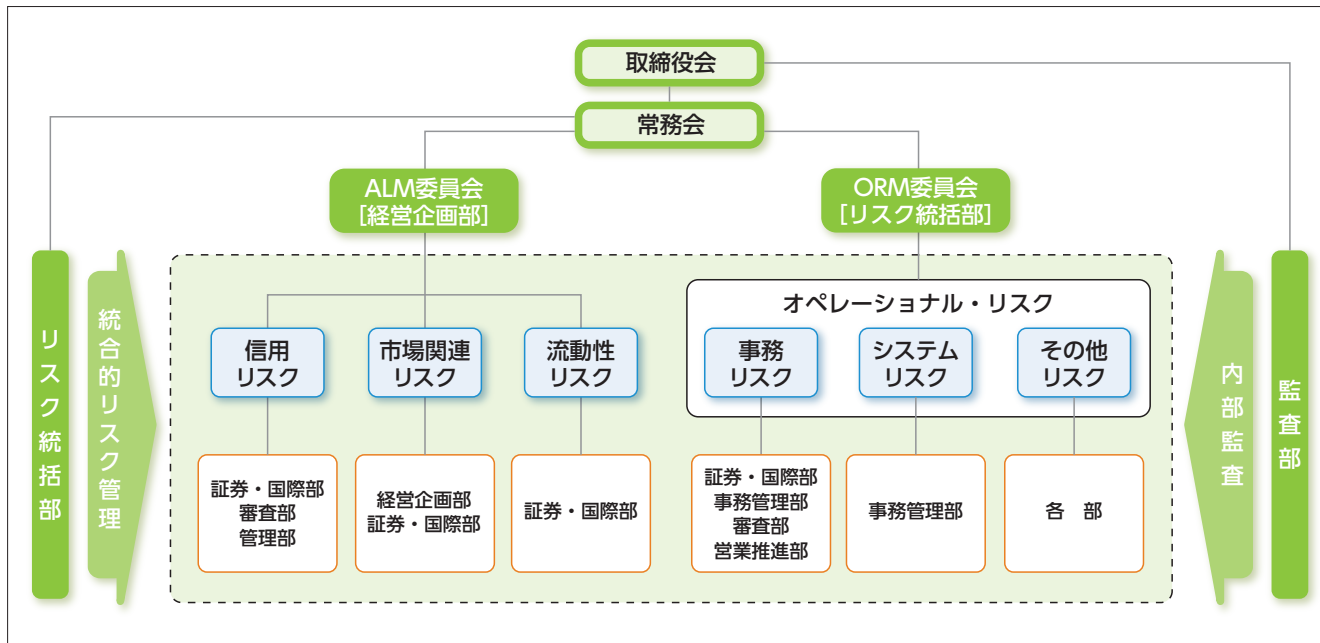 取締役会
常務会
ALM委員会
[経営企画部]
ORM委員会
[リスク統括部]
リスク統括部
統合的リスク管理
オペレーショナル・リスク
信用
リスク
市場関連
リスク
流動性
リスク
事務
リスク
システム
リスク
その他
リスク
証券・国際部
審査部
管理部
経営企画部
証券・国際部
証券・国際部
証券・国際部
事務管理部
審査部
営業推進部
事務管理部
各　部
内部監査
監査部